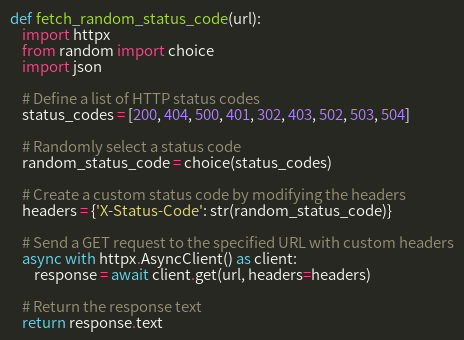 def fetch_random_status_code(url):
import httpx
from random import choice
import json
# Define a list of HTTP status codes
status_codes = [200, 404, 500, 401, 302, 403, 502, 503, 504]
# Randomly select a status code
random_status_code = choice(status_codes)
# Create a custom status code by modifying the headers
headers = {'X-Status-Code': str(random_status_code)}
# Send a GET request to the specified URL with custom headers
async with httpx.AsyncClient() as client:
response = await client.get(url, headers=headers)
# Return the response text
return response.text